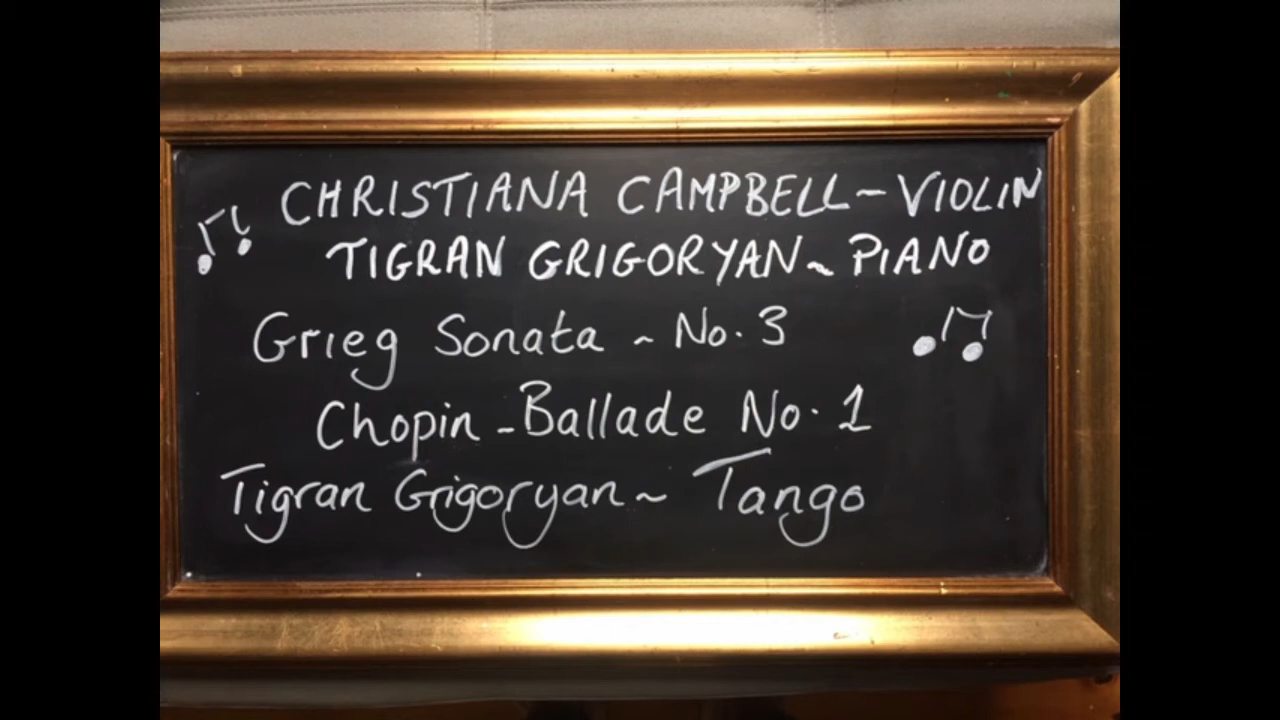 CHRISTIANA CAMPBELL ~ VIOLIN
TIGRAN GRIGORYAN ~ PIANO
Grieg Sonata ~ No. 3
Chopin - Ballade No. 1
Tigran Grigoryan ~ Tango